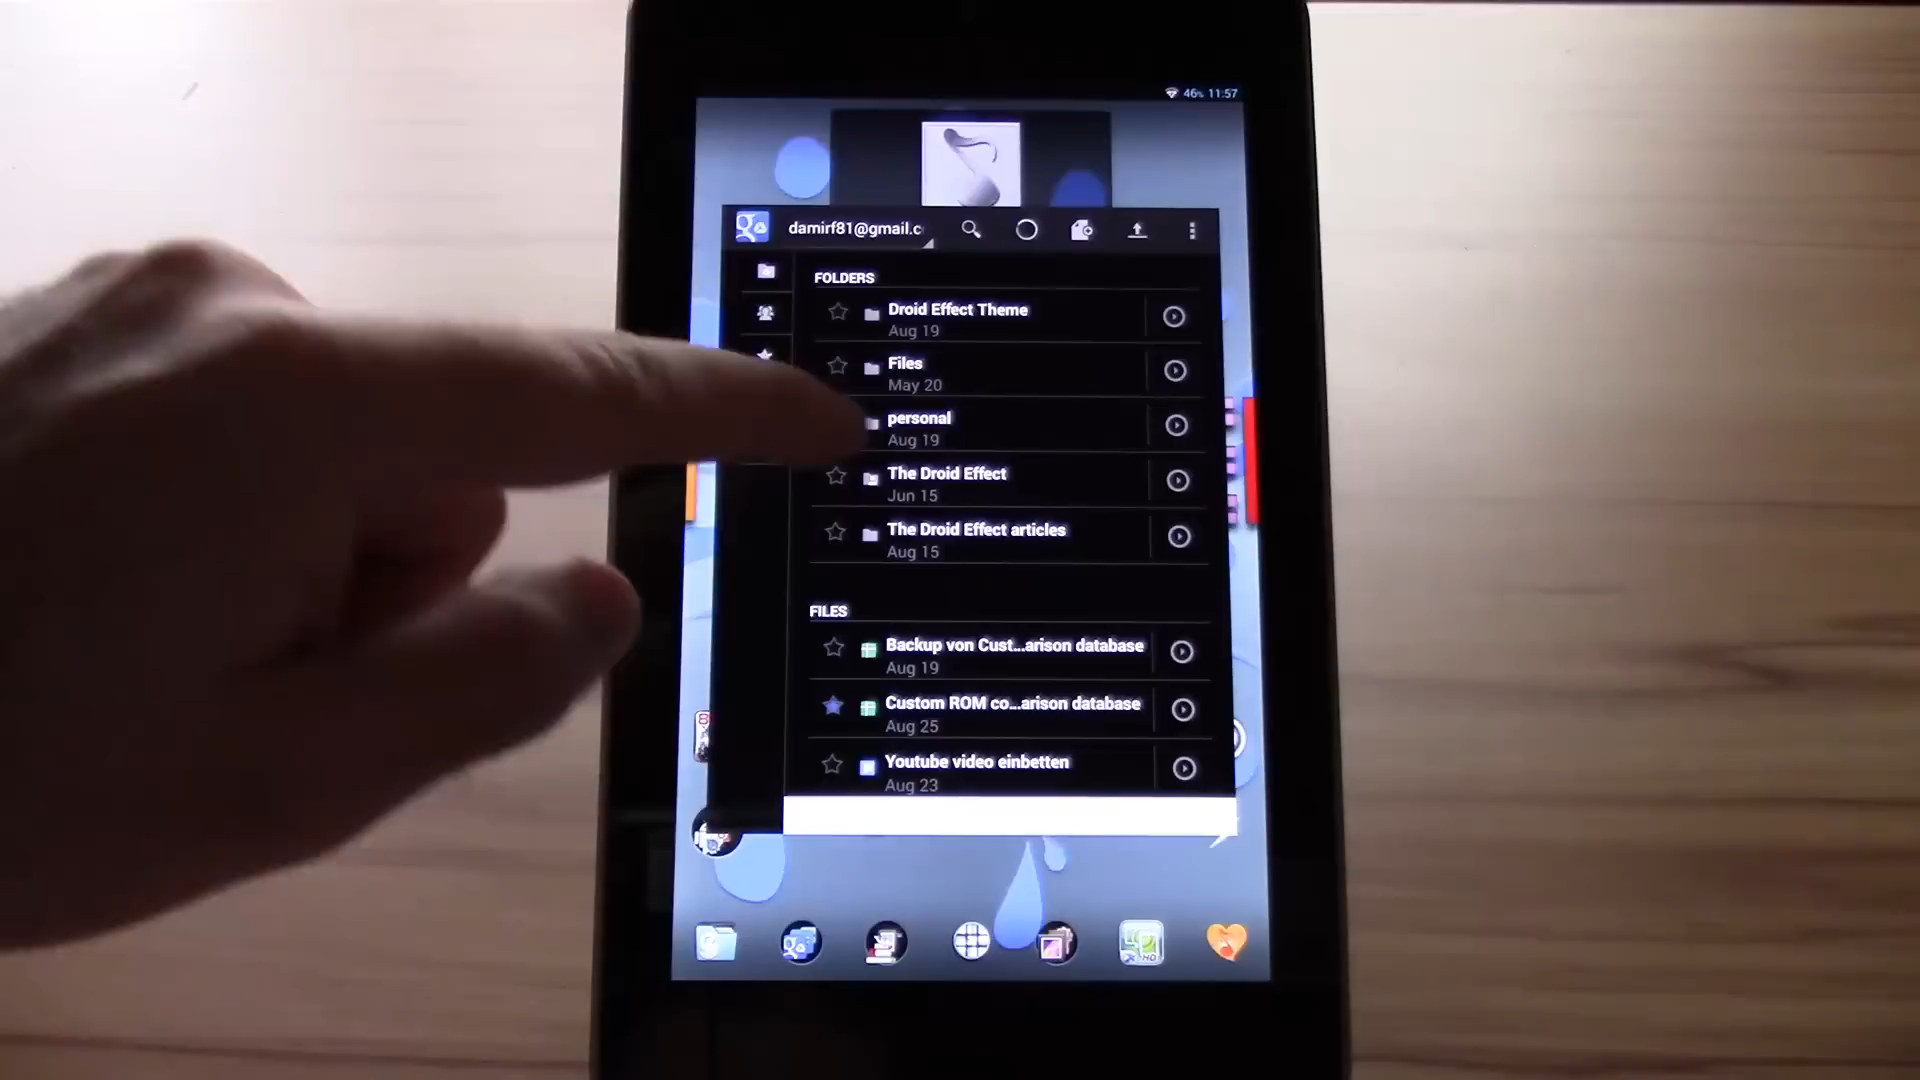 46% 11:57
damirf81@gmail.c
FOLDERS
Droid Effect Theme
Aug 19
Files
May 20
personal
Aug 19
The Droid Effect
Jun 15
The Droid Effect articles
Aug 15
FILES
Backup von Cust...arison database
Aug 19
Custom ROM co...arison database
Aug 25
Youtube video einbetten
Aug 23
HD